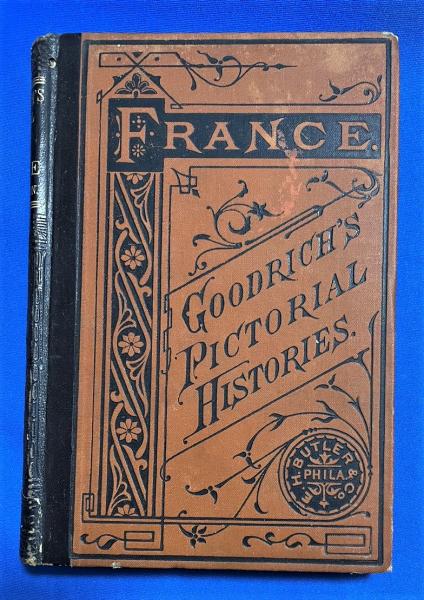 FRANCE.
GOODRICH'S
PICTORIAL
HISTORIES.
E. H. BUTLER & CO.
PHILA.